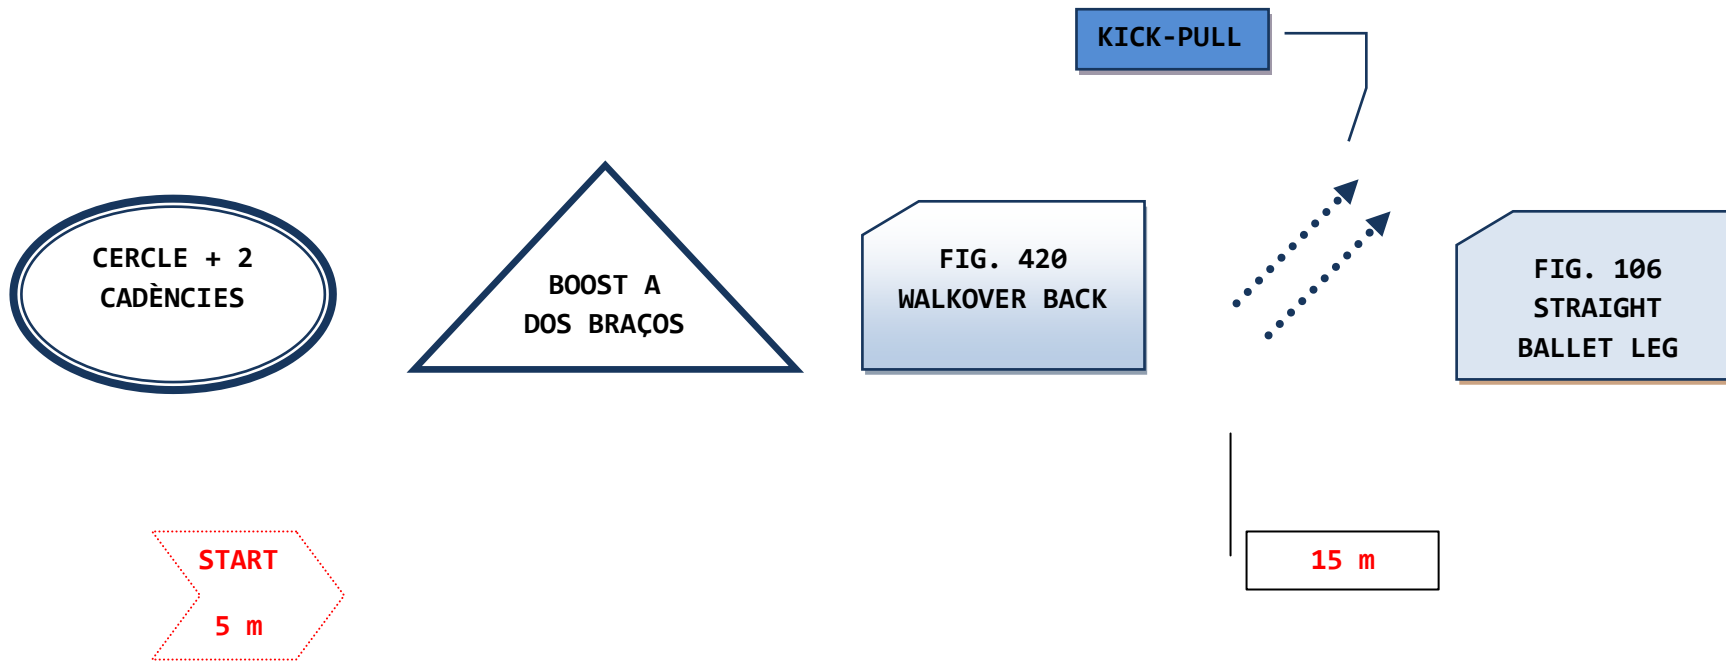 KICK-PULL
CERCLE + 2
CADÈNCIES
BOOST A
DOS BRAÇOS
FIG. 420
WALKOVER BACK
FIG. 106
STRAIGHT
BALLET LEG
START
5 m
15 m